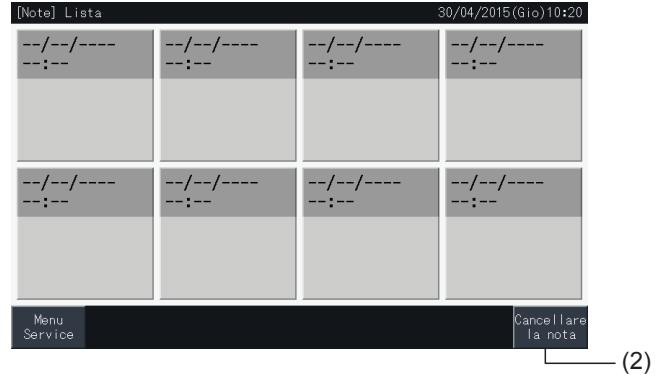 [Note] Lista 30/04/2015(Gio)10:20
--/--/---- --/--/---- --/--/---- --/--/----
--:-- --:-- --:-- --:--
--/--/---- --/--/---- --/--/---- --/--/----
--:-- --:-- --:-- --:--
Menu Cancellare
Service la nota
(2)